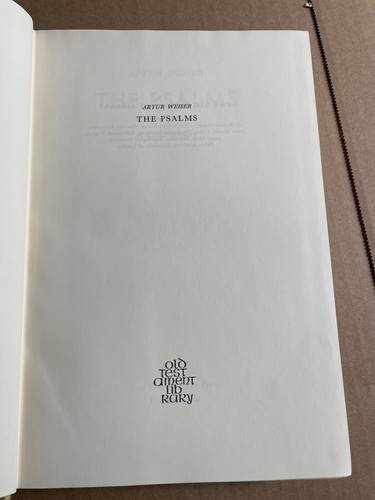 ARTUR WEISER
THE PSALMS
Old
Test
ament
Lib
rary